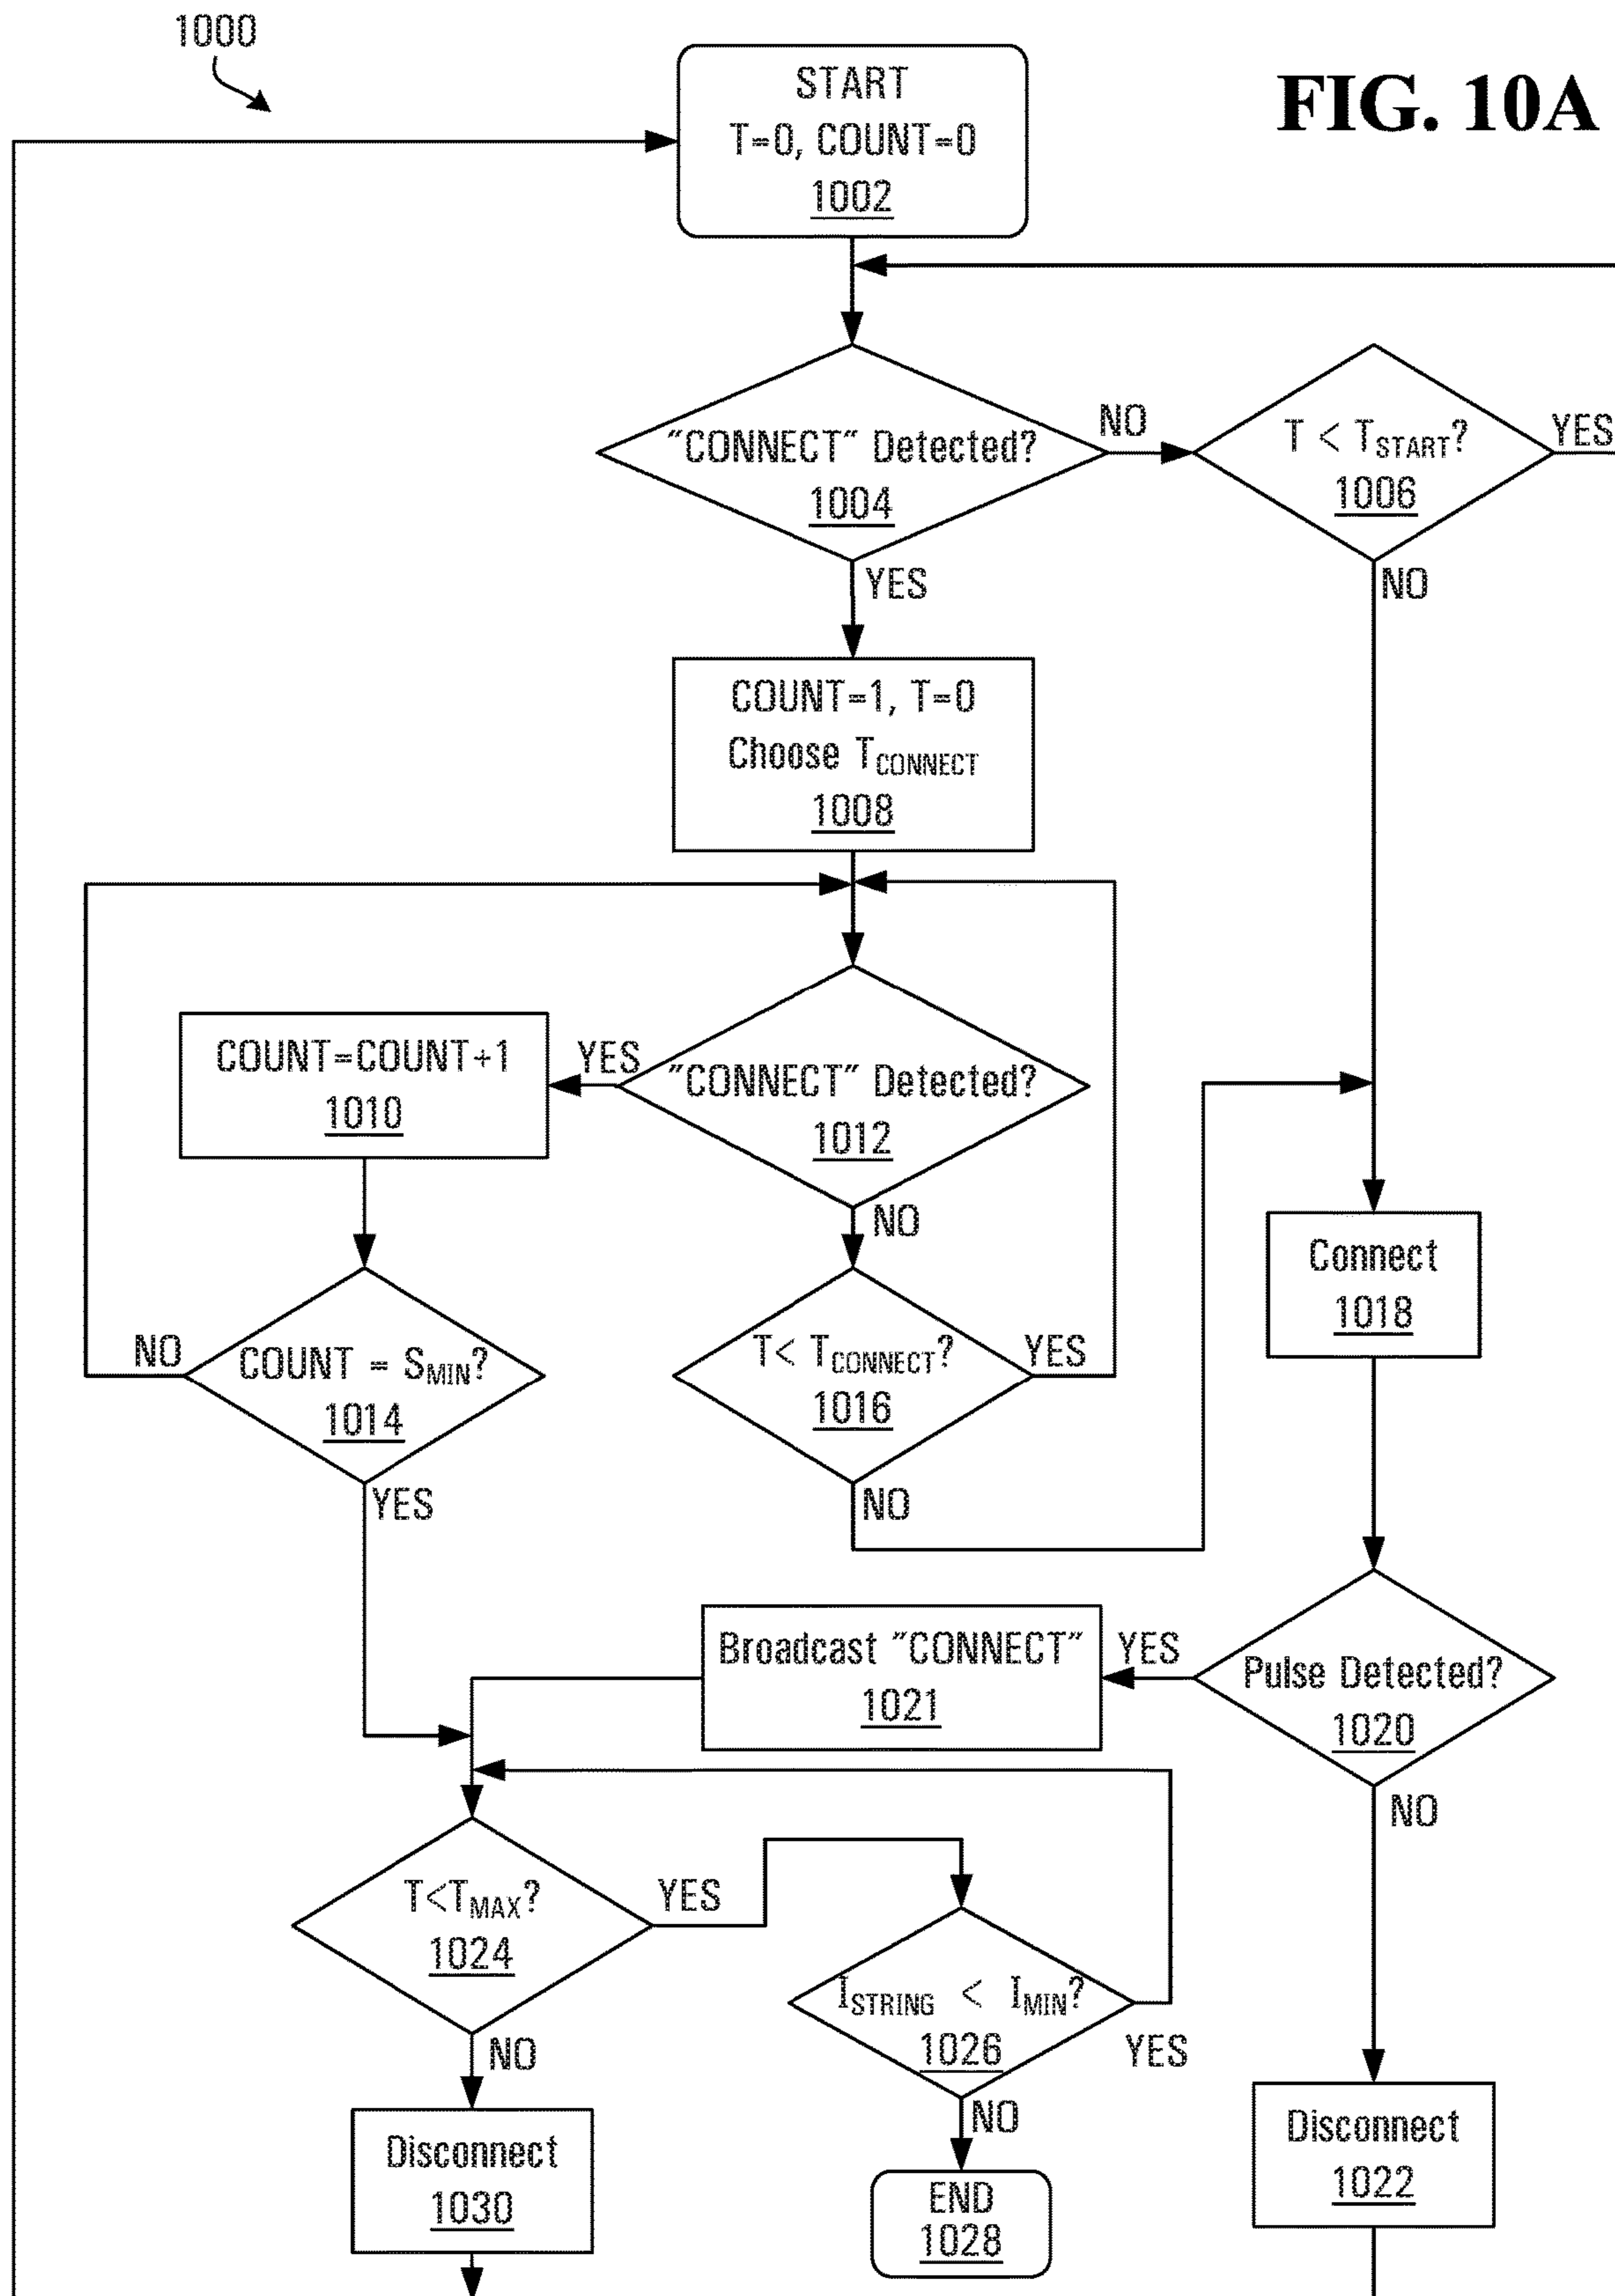 1000
FIG. 10A
START
T=0, COUNT=0
1002
"CONNECT" Detected?
1004
NO
YES
T < TSTART?
1006
YES
NO
COUNT=1, T=0
Choose TCONNECT
1008
COUNT=COUNT+1
1010
YES
"CONNECT" Detected?
1012
NO
Connect
1018
NO
COUNT = SMIN?
1014
YES
T< TCONNECT?
1016
YES
NO
Broadcast "CONNECT"
1021
YES
Pulse Detected?
1020
NO
T<TMAX?
1024
YES
NO
ISTRING < IMIN?
1026
YES
NO
Disconnect
1030
END
1028
Disconnect
1022